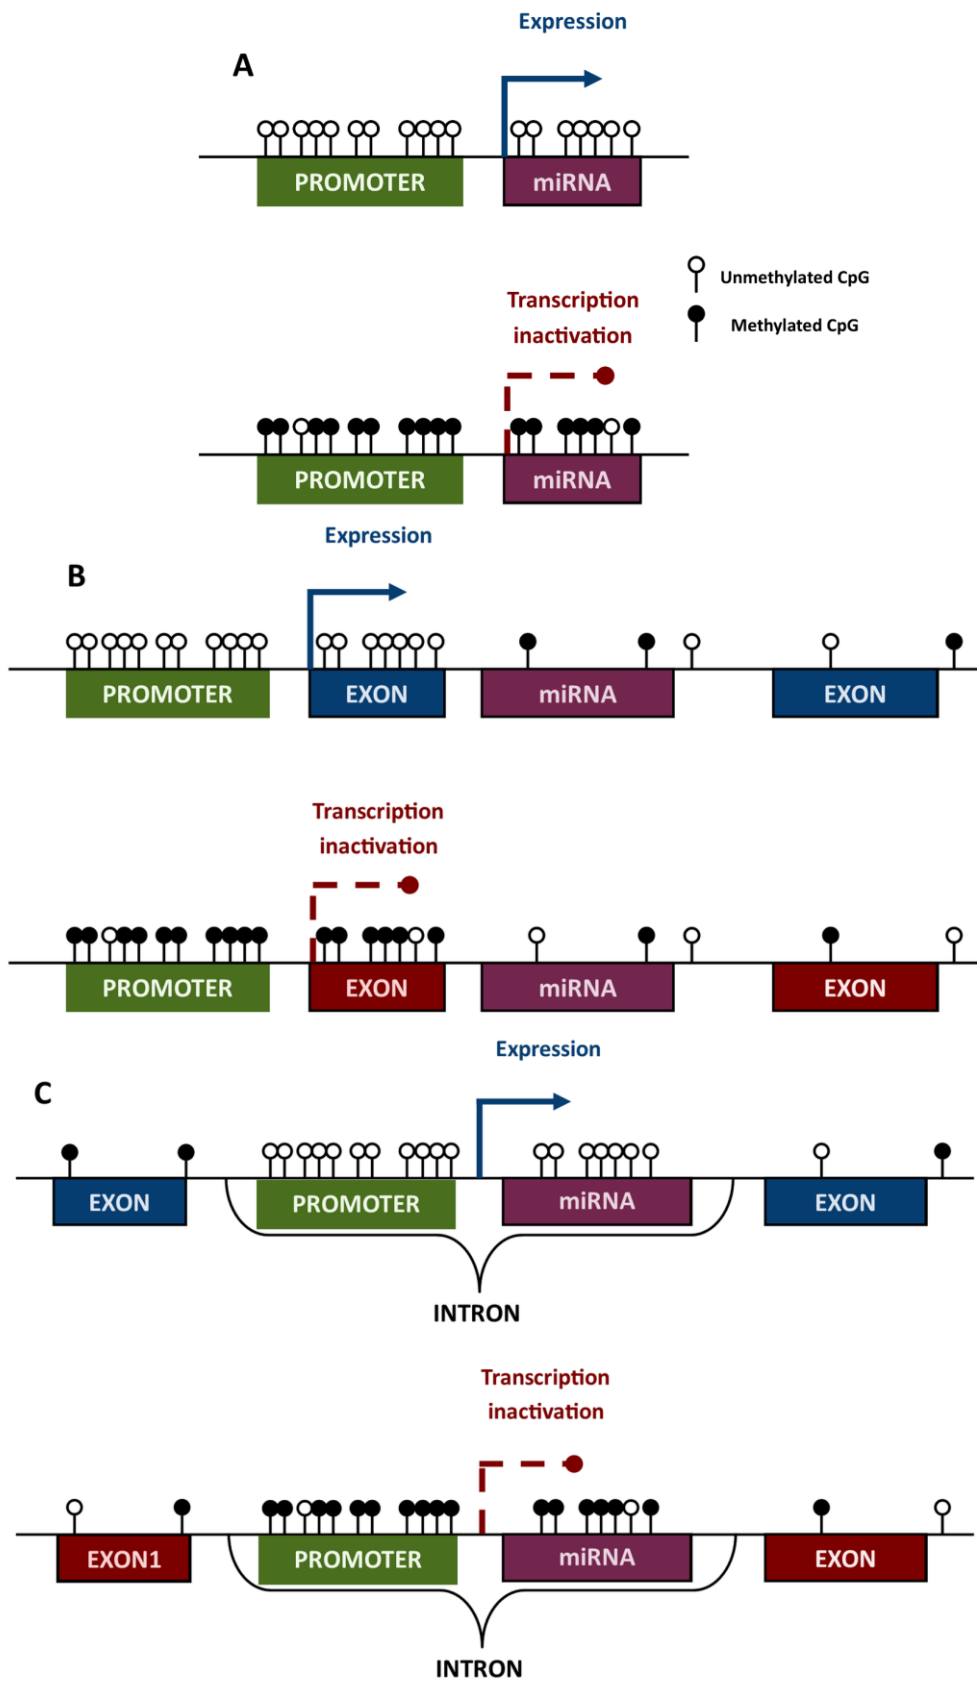 Expression
A
PROMOTER
miRNA
Unmethylated CpG
Methylated CpG
Transcription
inactivation
PROMOTER
miRNA
Expression
B
PROMOTER
EXON
miRNA
EXON
Transcription
inactivation
PROMOTER
EXON
miRNA
EXON
Expression
C
EXON
PROMOTER
miRNA
EXON
INTRON
Transcription
inactivation
EXON1
PROMOTER
miRNA
EXON
INTRON